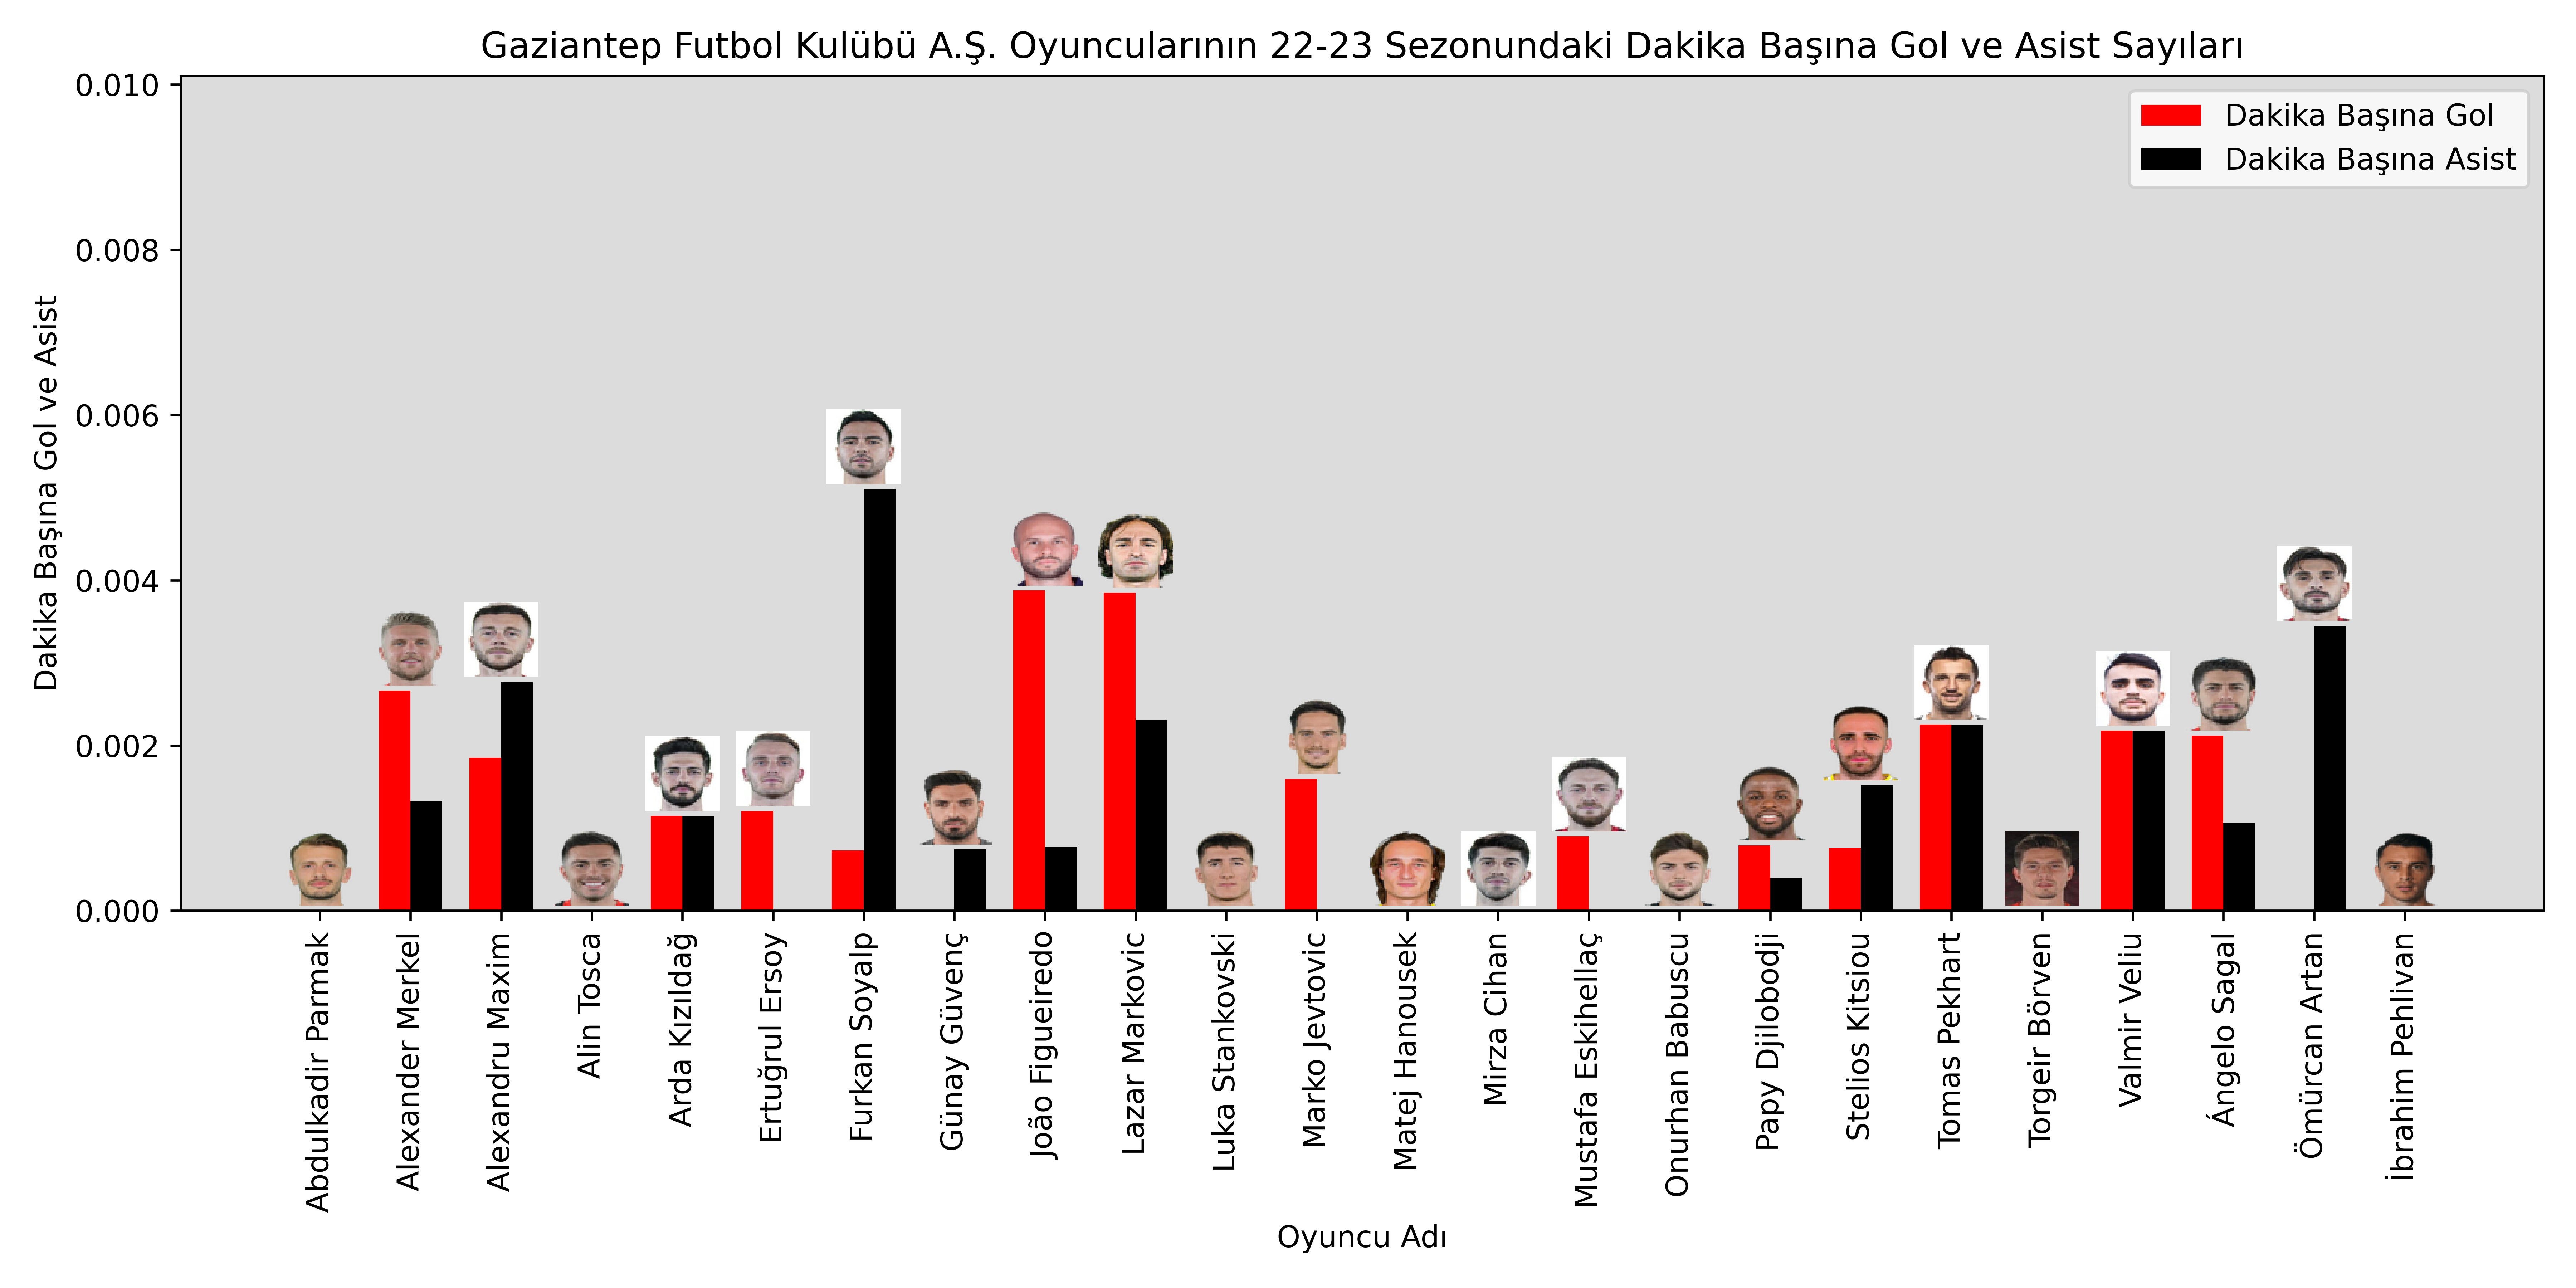 Gaziantep Futbol Kulübü A.Ş. Oyuncularının 22-23 Sezonundaki Dakika Başına Gol ve Asist Sayıları
Dakika Başına Gol
Dakika Başına Asist
Dakika Başına Gol ve Asist
0.010
0.008
0.006
0.004
0.002
0.000
Abdulkadir Parmak
Alexander Merkel
Alexandru Maxim
Alin Tosca
Arda Kızıldağ
Ertuğrul Ersoy
Furkan Soyalp
Günay Güvenç
João Figueiredo
Lazar Markovic
Luka Stankovski
Marko Jevtovic
Matej Hanousek
Mirza Cihan
Mustafa Eskihellaç
Onurhan Babuscu
Papy Djilobodji
Stelios Kitsiou
Tomas Pekhart
Torgeir Börven
Valmir Veliu
Ángelo Sagal
Ömürcan Artan
İbrahim Pehlivan
Oyuncu Adı